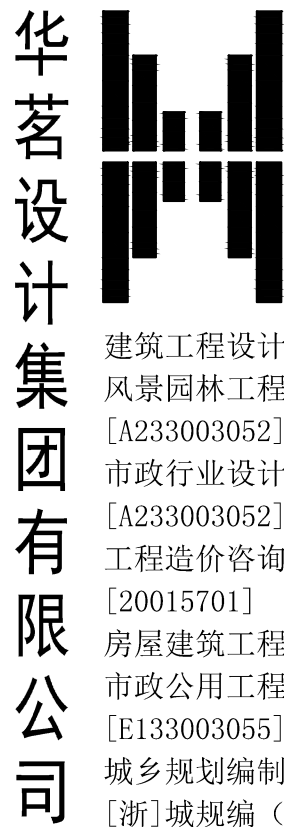 华茗设计集团有限公司
建筑工程设计
风景园林工程
[A233003052]
市政行业设计
[A233003052]
工程造价咨询
[20015701]
房屋建筑工程
市政公用工程
[E133003055]
城乡规划编制
[浙]城规编（